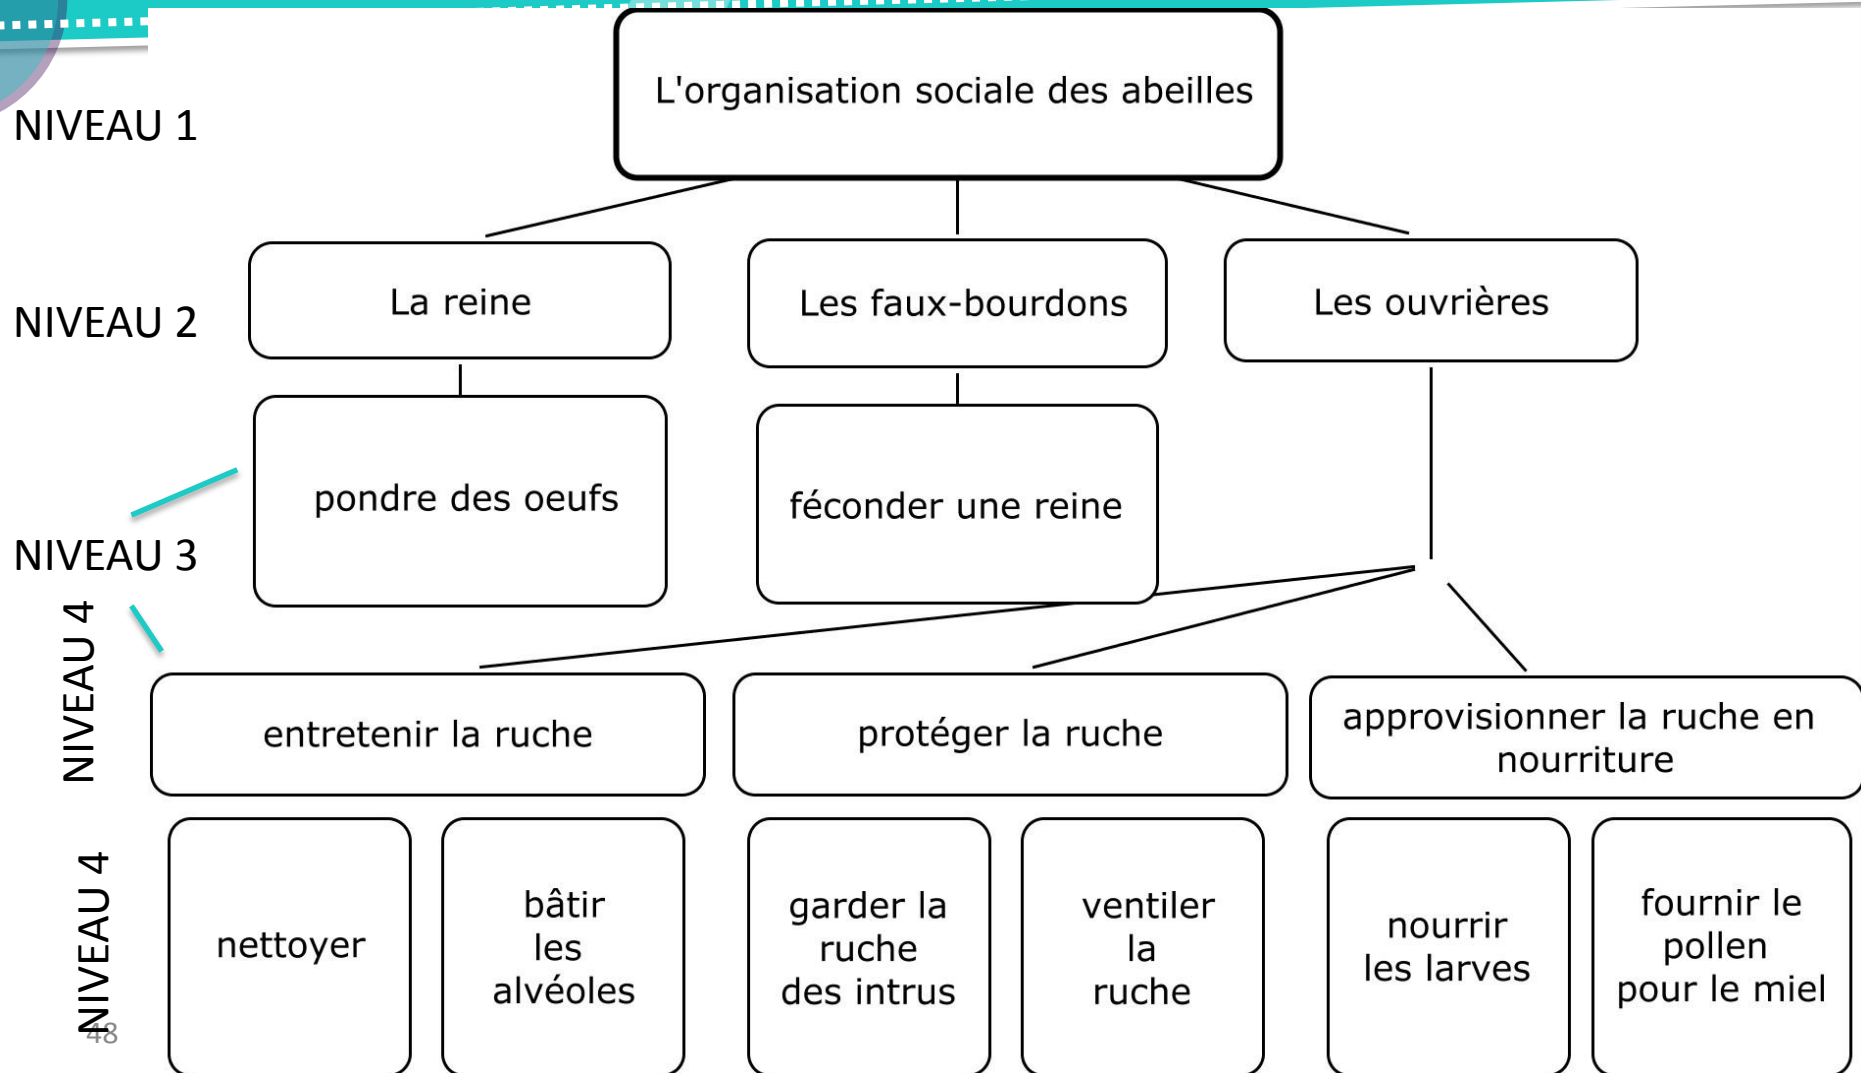 L'organisation sociale des abeilles
NIVEAU 1
NIVEAU 2
La reine
Les faux-bourdons
Les ouvrières
pondre des oeufs
féconder une reine
NIVEAU 3
NIVEAU 4
entretenir la ruche
protéger la ruche
approvisionner la ruche en
nourriture
NIVEAU 4
nettoyer
bâtir
les
alvéoles
garder la
ruche
des intrus
ventiler
la
ruche
nourrir
les larves
fournir le
pollen
pour le miel
48